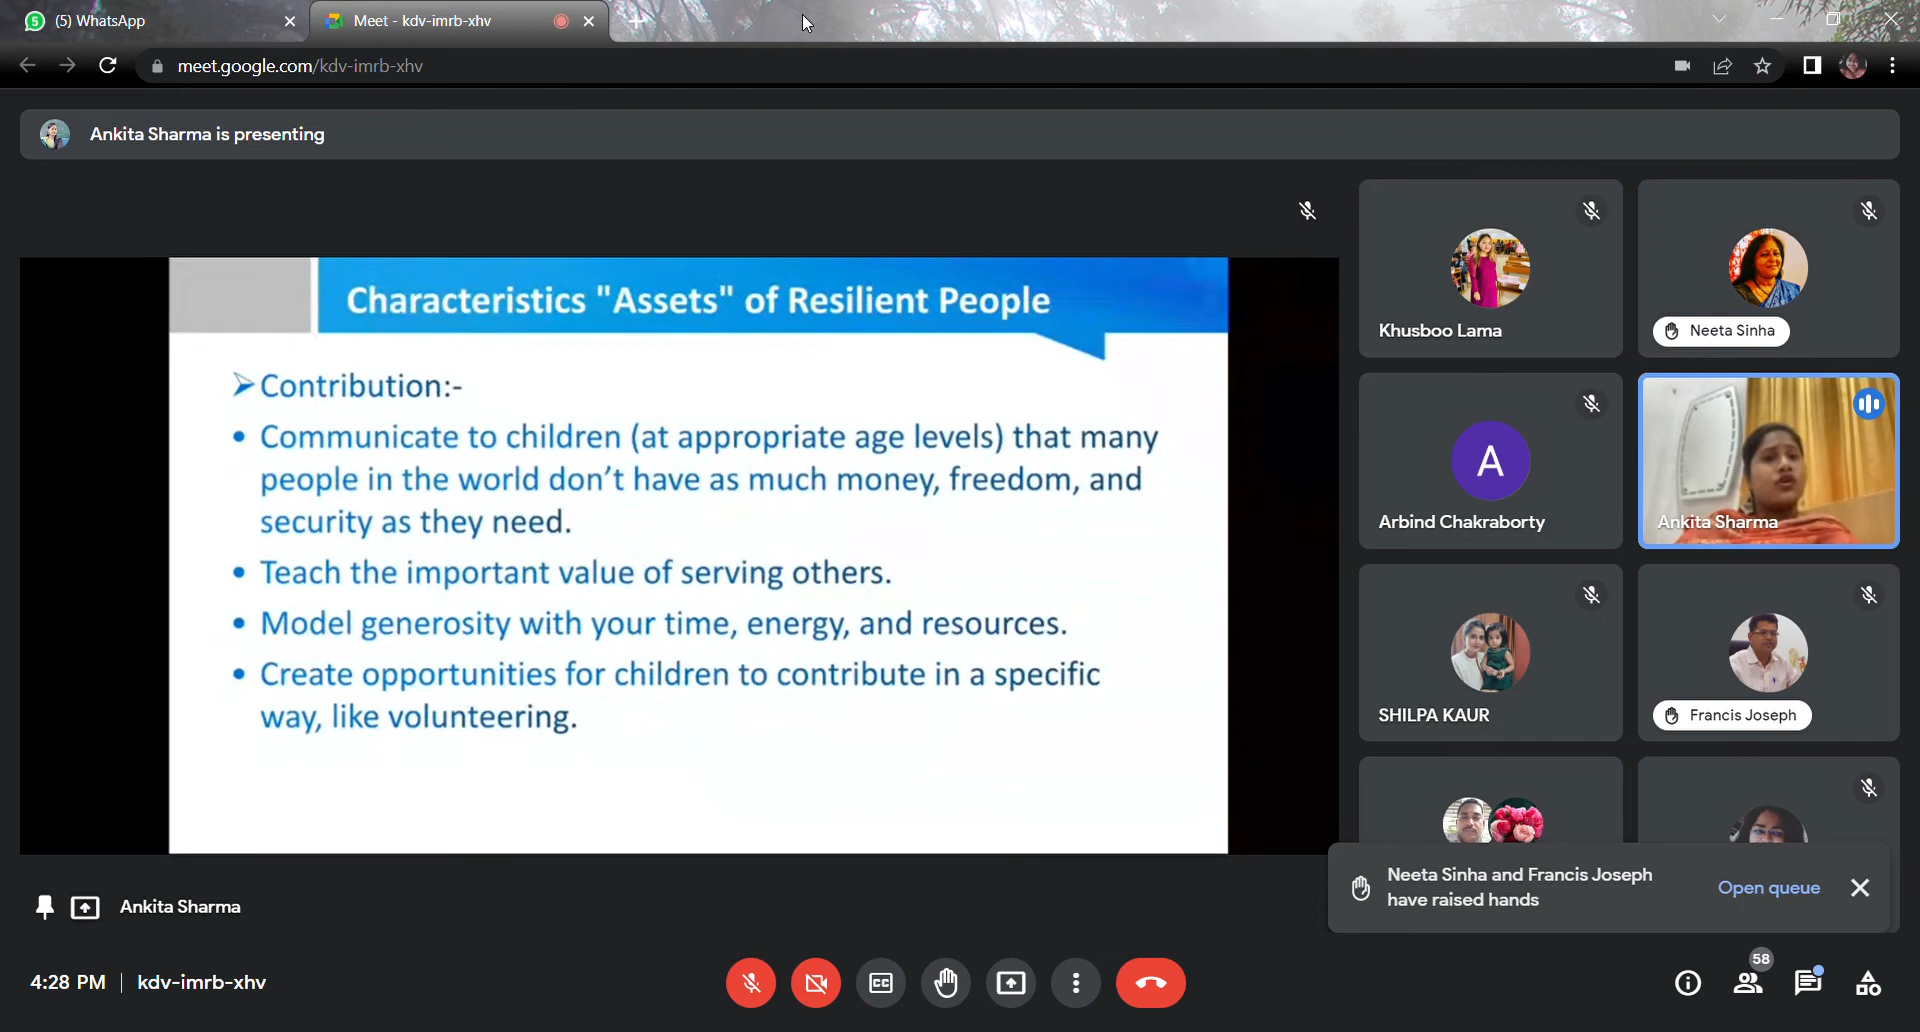 (5) WhatsApp
Meet - kdv-imrb-xhv
meet.google.com/kdv-imrb-xhv
Ankita Sharma is presenting
Characteristics "Assets" of Resilient People
Contribution:-
Communicate to children (at appropriate age levels) that many
people in the world don’t have as much money, freedom, and
security as they need.
Teach the important value of serving others.
Model generosity with your time, energy, and resources.
Create opportunities for children to contribute in a specific
way, like volunteering.
Khusboo Lama
Neeta Sinha
A
Arbind Chakraborty
Ankita Sharma
SHILPA KAUR
Francis Joseph
Neeta Sinha and Francis Joseph
have raised hands
Open queue
Ankita Sharma
4:28 PM | kdv-imrb-xhv
CC
58